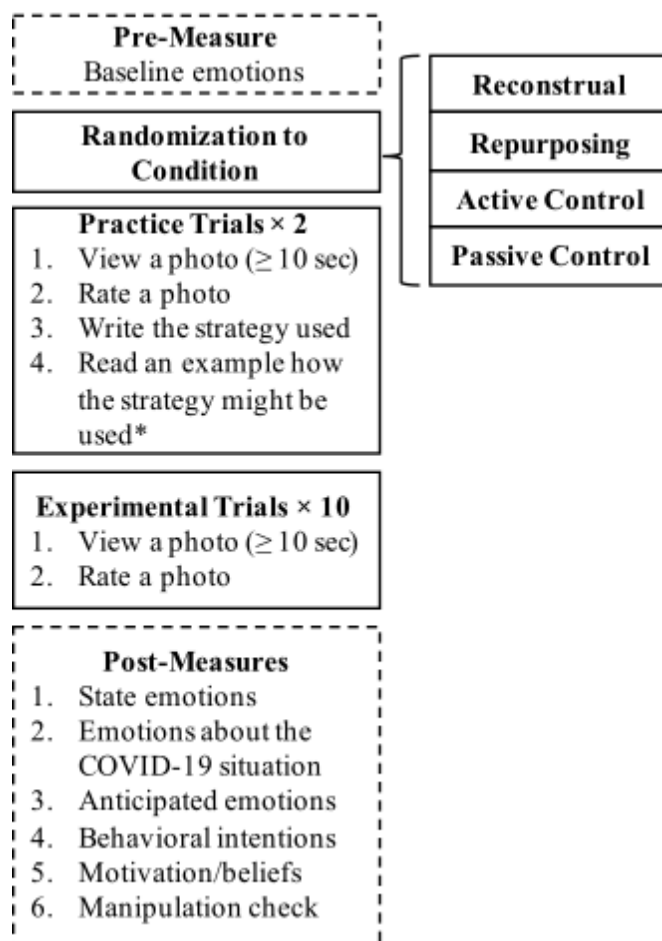 Pre-Measure
Baseline emotions
Randomization to
Condition
Reconstrual
Repurposing
Active Control
Passive Control
Practice Trials × 2
1. View a photo (≥ 10 sec)
2. Rate a photo
3. Write the strategy used
4. Read an example how
the strategy might be
used*
Experimental Trials × 10
1. View a photo (≥ 10 sec)
2. Rate a photo
Post-Measures
1. State emotions
2. Emotions about the
COVID-19 situation
3. Anticipated emotions
4. Behavioral intentions
5. Motivation/beliefs
6. Manipulation check